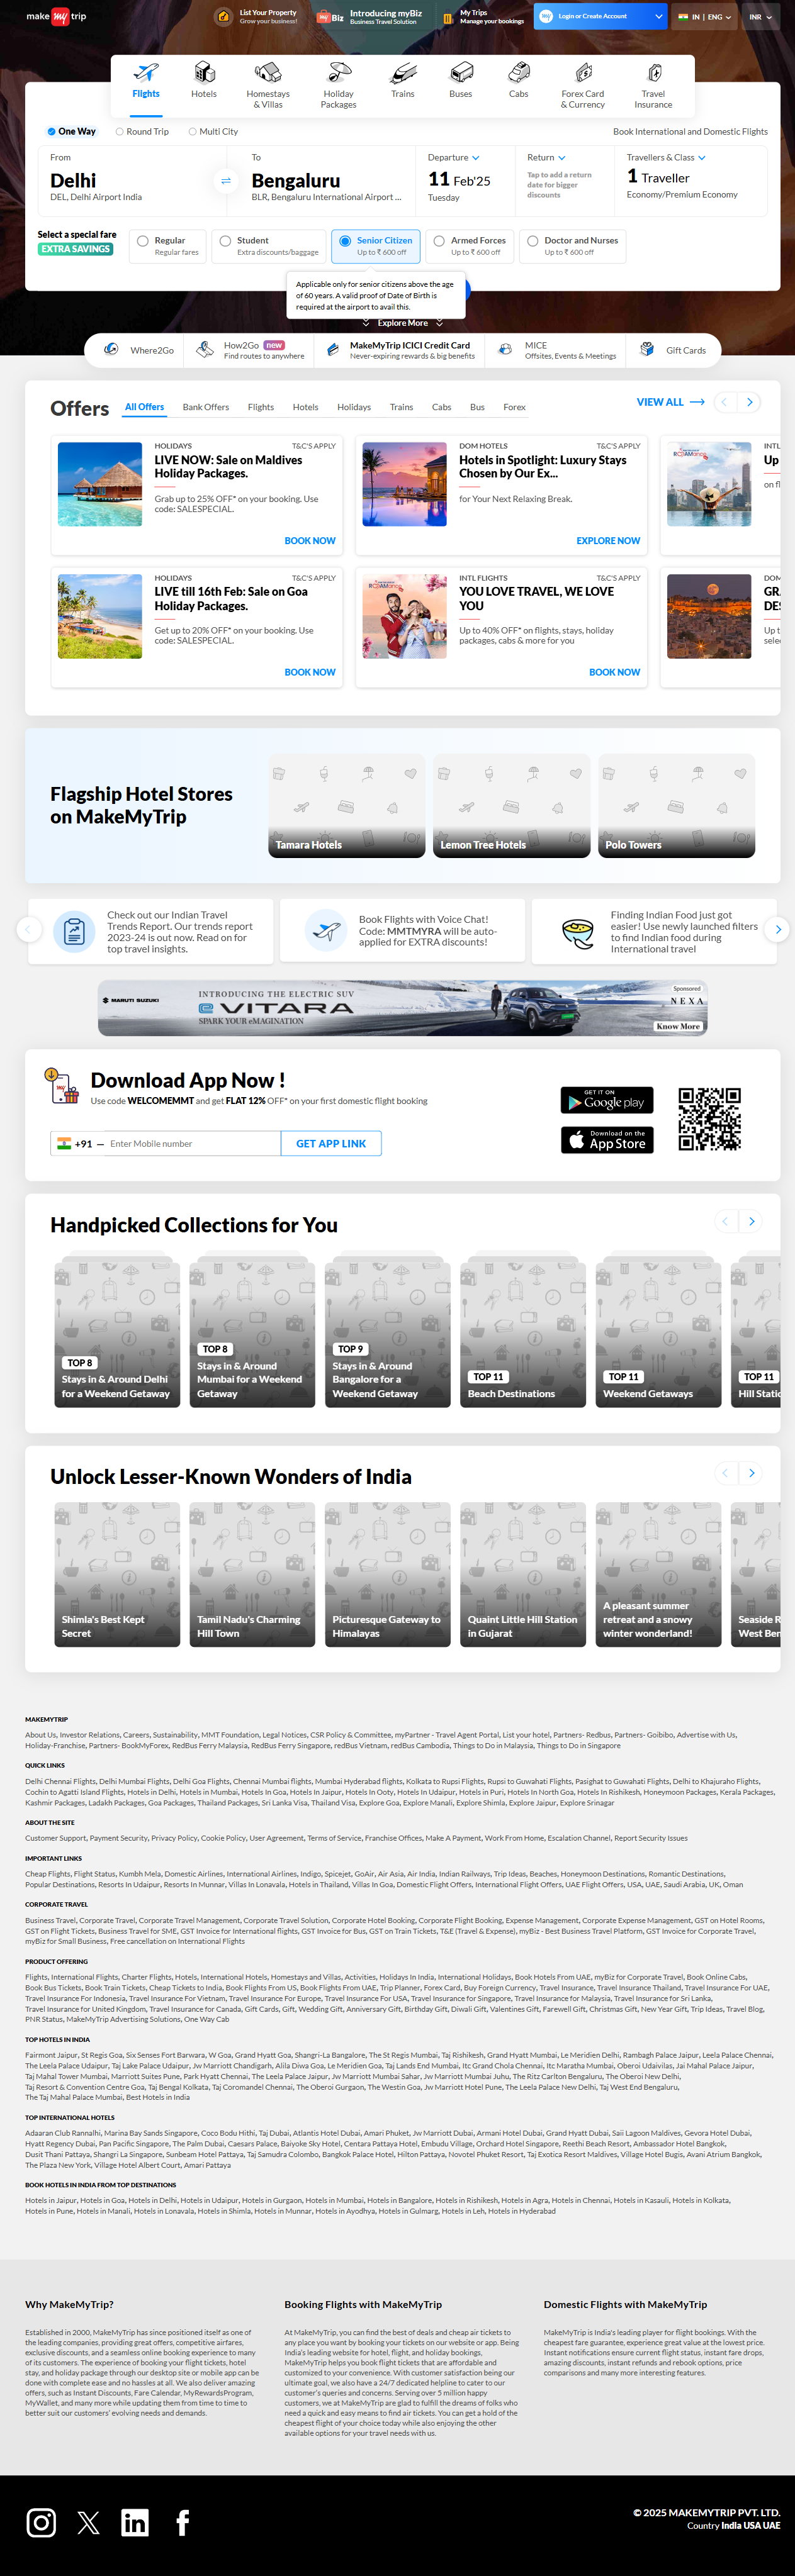 make my trip
List Your Property
Grow your business!
myBiz
Introducing myBiz
Business Travel Solution
My Trips
Manage your bookings
my
Login or Create Account
IN | ENG
INR
Flights
Hotels
Homestays
& Villas
Holiday
Packages
Trains
Buses
Cabs
Forex Card
& Currency
Travel
Insurance
One Way
Round Trip
Multi City
Book International and Domestic Flights
From
Delhi
DEL, Delhi Airport India
To
Bengaluru
BLR, Bengaluru International Airport ...
Departure
11 Feb'25
Tuesday
Return
Tap to add a return
date for bigger
discounts
Travellers & Class
1 Traveller
Economy/Premium Economy
Select a special fare
EXTRA SAVINGS
Regular
Regular fares
Student
Extra discounts/baggage
Senior Citizen
Up to ₹ 600 off
Armed Forces
Up to ₹ 600 off
Doctor and Nurses
Up to ₹ 600 off
Applicable only for senior citizens above the age
of 60 years. A valid proof of Date of Birth is
required at the airport to avail this.
Explore More
Where2Go
How2Go new
Find routes to anywhere
MakeMyTrip ICICI Credit Card
Never-expiring rewards & big benefits
MICE
Offsites, Events & Meetings
Gift Cards
Offers
All Offers
Bank Offers
Flights
Hotels
Holidays
Trains
Cabs
Bus
Forex
VIEW ALL
HOLIDAYS
T&C'S APPLY
LIVE NOW: Sale on Maldives
Holiday Packages.
Grab up to 25% OFF* on your booking. Use
code: SALESPECIAL.
BOOK NOW
DOM HOTELS
T&C'S APPLY
Hotels in Spotlight: Luxury Stays
Chosen by Our Ex...
for Your Next Relaxing Break.
EXPLORE NOW
INTL
Up
on fl
HOLIDAYS
T&C'S APPLY
LIVE till 16th Feb: Sale on Goa
Holiday Packages.
Get up to 20% OFF* on your booking. Use
code: SALESPECIAL.
BOOK NOW
INTL FLIGHTS
T&C'S APPLY
YOU LOVE TRAVEL, WE LOVE
YOU
Up to 40% OFF* on flights, stays, holiday
packages, cabs & more for you
BOOK NOW
DOM
GR
DES
Up t
sele
Flagship Hotel Stores
on MakeMyTrip
Tamara Hotels
Lemon Tree Hotels
Polo Towers
Check out our Indian Travel
Trends Report. Our trends report
2023-24 is out now. Read on for
top travel insights.
Book Flights with Voice Chat!
Code: MMTMYRA will be auto-
applied for EXTRA discounts!
Finding Indian Food just got
easier! Use newly launched filters
to find Indian food during
International travel
MARUTI SUZUKI
INTRODUCING THE ELECTRIC SUV
e VITARA
SPARK YOUR eMAGINATION
Sponsored
NEXA
Know More
Download App Now !
Use code WELCOMEMMT and get FLAT 12% OFF* on your first domestic flight booking
+91
Enter Mobile number
GET APP LINK
GET IT ON
Google play
Download on the
App Store
Handpicked Collections for You
TOP 8
Stays in & Around Delhi
for a Weekend Getaway
TOP 8
Stays in & Around
Mumbai for a Weekend
Getaway
TOP 9
Stays in & Around
Bangalore for a
Weekend Getaway
TOP 11
Beach Destinations
TOP 11
Weekend Getaways
TOP 11
Hill Static
Unlock Lesser-Known Wonders of India
Shimla's Best Kept
Secret
Tamil Nadu's Charming
Hill Town
Picturesque Gateway to
Himalayas
Quaint Little Hill Station
in Gujarat
A pleasant summer
retreat and a snowy
winter wonderland!
Seaside R
West Ben
MAKEMYTRIP
About Us, Investor Relations, Careers, Sustainability, MMT Foundation, Legal Notices, CSR Policy & Committee, myPartner - Travel Agent Portal, List your hotel, Partners- Redbus, Partners- Goibibo, Advertise with Us,
Holiday-Franchise, Partners- BookMyForex, RedBus Ferry Malaysia, RedBus Ferry Singapore, redBus Vietnam, redBus Cambodia, Things to Do in Malaysia, Things to Do in Singapore
QUICK LINKS
Delhi Chennai Flights, Delhi Mumbai Flights, Delhi Goa Flights, Chennai Mumbai flights, Mumbai Hyderabad flights, Kolkata to Rupsi Flights, Rupsi to Guwahati Flights, Pasighat to Guwahati Flights, Delhi to Khajuraho Flights,
Cochin to Agatti Island Flights, Hotels in Delhi, Hotels in Mumbai, Hotels In Goa, Hotels In Jaipur, Hotels In Ooty, Hotels In Udaipur, Hotels in Puri, Hotels In North Goa, Hotels In Rishikesh, Honeymoon Packages, Kerala Packages,
Kashmir Packages, Ladakh Packages, Goa Packages, Thailand Packages, Sri Lanka Visa, Thailand Visa, Explore Goa, Explore Manali, Explore Shimla, Explore Jaipur, Explore Srinagar
ABOUT THE SITE
Customer Support, Payment Security, Privacy Policy, Cookie Policy, User Agreement, Terms of Service, Franchise Offices, Make A Payment, Work From Home, Escalation Channel, Report Security Issues
IMPORTANT LINKS
Cheap Flights, Flight Status, Kumbh Mela, Domestic Airlines, International Airlines, Indigo, Spicejet, GoAir, Air Asia, Air India, Indian Railways, Trip Ideas, Beaches, Honeymoon Destinations, Romantic Destinations,
Popular Destinations, Resorts In Udaipur, Resorts In Munnar, Villas In Lonavala, Hotels in Thailand, Villas In Goa, Domestic Flight Offers, International Flight Offers, UAE Flight Offers, USA, UAE, Saudi Arabia, UK, Oman
CORPORATE TRAVEL
Business Travel, Corporate Travel, Corporate Travel Management, Corporate Travel Solution, Corporate Hotel Booking, Corporate Flight Booking, Expense Management, Corporate Expense Management, GST on Hotel Rooms,
GST on Flight Tickets, Business Travel for SME, GST Invoice for International flights, GST Invoice for Bus, GST on Train Tickets, T&E (Travel & Expense), myBiz - Best Business Travel Platform, GST Invoice for Corporate Travel,
myBiz for Small Business, Free cancellation on International Flights
PRODUCT OFFERING
Flights, International Flights, Charter Flights, Hotels, International Hotels, Homestays and Villas, Activities, Holidays In India, International Holidays, Book Hotels From UAE, myBiz for Corporate Travel, Book Online Cabs,
Book Bus Tickets, Book Train Tickets, Cheap Tickets to India, Book Flights From US, Book Flights From UAE, Trip Planner, Forex Card, Buy Foreign Currency, Travel Insurance, Travel Insurance Thailand, Travel Insurance For UAE,
Travel Insurance For Indonesia, Travel Insurance For Vietnam, Travel Insurance For Europe, Travel Insurance For USA, Travel Insurance for Singapore, Travel Insurance for Malaysia, Travel Insurance for Sri Lanka,
Travel Insurance for United Kingdom, Travel Insurance for Canada, Gift Cards, Gift, Wedding Gift, Anniversary Gift, Birthday Gift, Diwali Gift, Valentines Gift, Farewell Gift, Christmas Gift, New Year Gift, Trip Ideas, Travel Blog,
PNR Status, MakeMyTrip Advertising Solutions, One Way Cab
TOP HOTELS IN INDIA
Fairmont Jaipur, St Regis Goa, Six Senses Fort Barwara, W Goa, Grand Hyatt Goa, Shangri-La Bangalore, The St Regis Mumbai, Taj Rishikesh, Grand Hyatt Mumbai, Le Meridien Delhi, Rambagh Palace Jaipur, Leela Palace Chennai,
The Leela Palace Udaipur, Taj Lake Palace Udaipur, Jw Marriott Chandigarh, Alila Diwa Goa, Le Meridien Goa, Taj Lands End Mumbai, Itc Grand Chola Chennai, Itc Maratha Mumbai, Oberoi Udaivilas, Jai Mahal Palace Jaipur,
Taj Mahal Tower Mumbai, Marriott Suites Pune, Park Hyatt Chennai, The Leela Palace Jaipur, Jw Marriott Mumbai Sahar, Jw Marriott Mumbai Juhu, The Ritz Carlton Bengaluru, The Oberoi New Delhi,
Taj Resort & Convention Centre Goa, Taj Bengal Kolkata, Taj Coromandel Chennai, The Oberoi Gurgaon, The Westin Goa, Jw Marriott Hotel Pune, The Leela Palace New Delhi, Taj West End Bengaluru,
The Taj Mahal Palace Mumbai, Best Hotels in India
TOP INTERNATIONAL HOTELS
Adaaran Club Rannalhi, Marina Bay Sands Singapore, Coco Bodu Hithi, Taj Dubai, Atlantis Hotel Dubai, Amari Phuket, Jw Marriott Dubai, Armani Hotel Dubai, Grand Hyatt Dubai, Saii Lagoon Maldives, Gevora Hotel Dubai,
Hyatt Regency Dubai, Pan Pacific Singapore, The Palm Dubai, Caesars Palace, Baiyoke Sky Hotel, Centara Pattaya Hotel, Embudu Village, Orchard Hotel Singapore, Reethi Beach Resort, Ambassador Hotel Bangkok,
Dusit Thani Pattaya, Shangri La Singapore, Sunbeam Hotel Pattaya, Taj Samudra Colombo, Bangkok Palace Hotel, Hilton Pattaya, Novotel Phuket Resort, Taj Exotica Resort Maldives, Village Hotel Bugis, Avani Atrium Bangkok,
The Plaza New York, Village Hotel Albert Court, Amari Pattaya
BOOK HOTELS IN INDIA FROM TOP DESTINATIONS
Hotels in Jaipur, Hotels in Goa, Hotels in Delhi, Hotels in Udaipur, Hotels in Gurgaon, Hotels in Mumbai, Hotels in Bangalore, Hotels in Rishikesh, Hotels in Agra, Hotels in Chennai, Hotels in Kasauli, Hotels in Kolkata,
Hotels in Pune, Hotels in Manali, Hotels in Lonavala, Hotels in Shimla, Hotels in Munnar, Hotels in Ayodhya, Hotels in Gulmarg, Hotels in Leh, Hotels in Hyderabad
Why MakeMyTrip?
Established in 2000, MakeMyTrip has since positioned itself as one of
the leading companies, providing great offers, competitive airfares,
exclusive discounts, and a seamless online booking experience to many
of its customers. The experience of booking your flight tickets, hotel
stay, and holiday package through our desktop site or mobile app can be
done with complete ease and no hassles at all. We also deliver amazing
offers, such as Instant Discounts, Fare Calendar, MyRewardsProgram,
MyWallet, and many more while updating them from time to time to
better suit our customers' evolving needs and demands.
Booking Flights with MakeMyTrip
At MakeMyTrip, you can find the best of deals and cheap air tickets to
any place you want by booking your tickets on our website or app. Being
India's leading website for hotel, flight, and holiday bookings,
MakeMyTrip helps you book flight tickets that are affordable and
customized to your convenience. With customer satisfaction being our
ultimate goal, we also have a 24/7 dedicated helpline to cater to our
customer's queries and concerns. Serving over 5 million happy
customers, we at MakeMyTrip are glad to fulfill the dreams of folks who
need a quick and easy means to find air tickets. You can get a hold of the
cheapest flight of your choice today while also enjoying the other
available options for your travel needs with us.
Domestic Flights with MakeMyTrip
MakeMyTrip is India's leading player for flight bookings. With the
cheapest fare guarantee, experience great value at the lowest price.
Instant notifications ensure current flight status, instant fare drops,
amazing discounts, instant refunds and rebook options, price
comparisons and many more interesting features.
© 2025 MAKEMYTRIP PVT. LTD.
Country India USA UAE